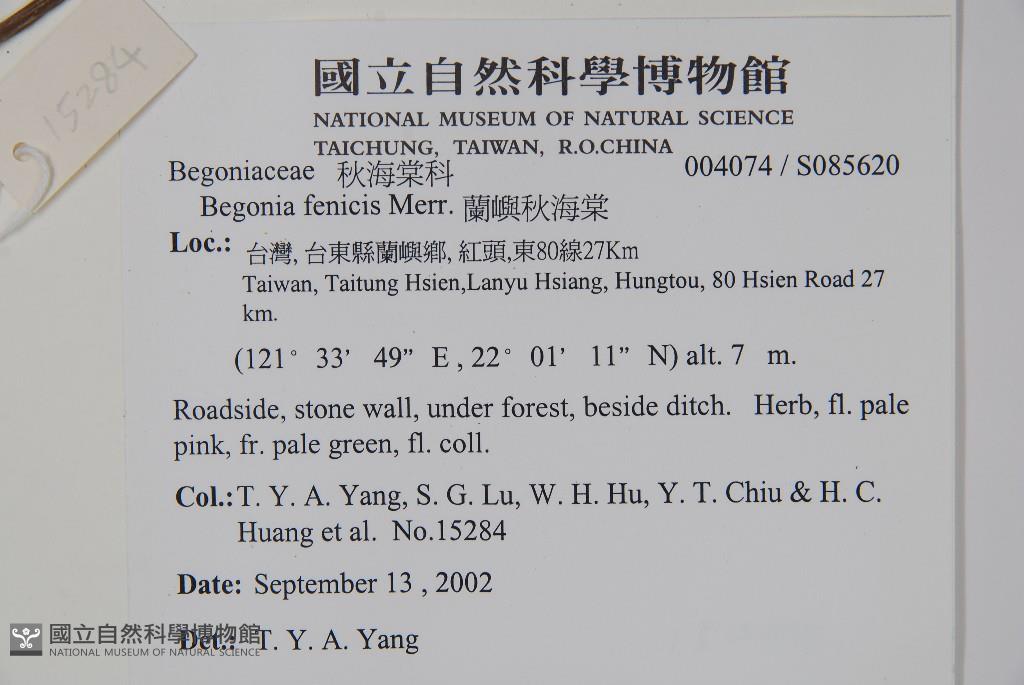 15284
國立自然科學博物館
NATIONAL MUSEUM OF NATURAL SCIENCE
TAICHUNG, TAIWAN, R.O.CHINA
Begoniaceae 秋海棠科 004074 / S085620
Begonia fenicis Merr. 蘭嶼秋海棠
Loc.: 台灣, 台東縣蘭嶼鄉, 紅頭,東80線27Km
Taiwan, Taitung Hsien,Lanyu Hsiang, Hungtou, 80 Hsien Road 27
km.
(121° 33’ 49” E , 22° 01’ 11” N) alt. 7 m.
Roadside, stone wall, under forest, beside ditch. Herb, fl. pale
pink, fr. pale green, fl. coll.
Col.:T. Y. A. Yang, S. G. Lu, W. H. Hu, Y. T. Chiu & H. C.
Huang et al. No.15284
Date: September 13 , 2002
Det.: T. Y. A. Yang
國立自然科學博物館
NATIONAL MUSEUM OF NATURAL SCIENCE